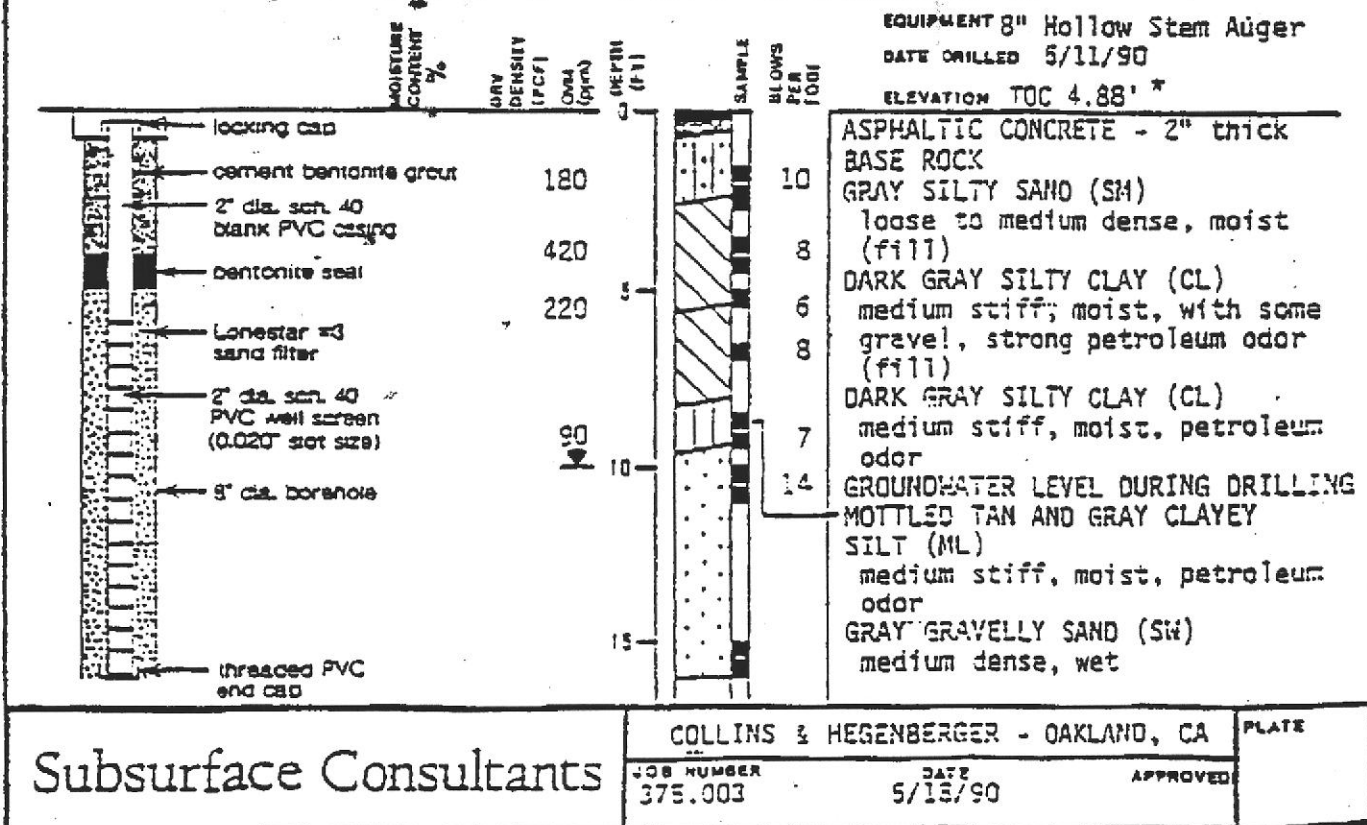 EQUIPMENT 8" Hollow Stem Auger
DATE DRILLED 5/11/90
ELEVATION TOC 4.88' *
MOISTURE CONTENT %
DRY DENSITY (PCF)
OVM (ppm)
DEPTH (FT)
SAMPLE
BLOWS PER FOOT
0
locking cap
cement bentonite grout
2" dia. sch. 40
blank PVC casing
bentonite seal
Lonestar #3
sand filter
2" dia. sch. 40
PVC well screen
(0.020" slot size)
8" dia. borehole
threaded PVC
end cap
180
420
220
90
5
10
15
10
8
6
8
7
14
ASPHALTIC CONCRETE - 2" thick
BASE ROCK
GRAY SILTY SAND (SM)
loose to medium dense, moist
(fill)
DARK GRAY SILTY CLAY (CL)
medium stiff, moist, with some
gravel, strong petroleum odor
(fill)
DARK GRAY SILTY CLAY (CL)
medium stiff, moist, petroleum
odor
GROUNDWATER LEVEL DURING DRILLING
MOTTLED TAN AND GRAY CLAYEY
SILT (ML)
medium stiff, moist, petroleum
odor
GRAY GRAVELLY SAND (SW)
medium dense, wet
Subsurface Consultants
COLLINS & HEGENBERGER - OAKLAND, CA
JOB NUMBER
375.003
DATE
5/13/90
APPROVED
PLATE